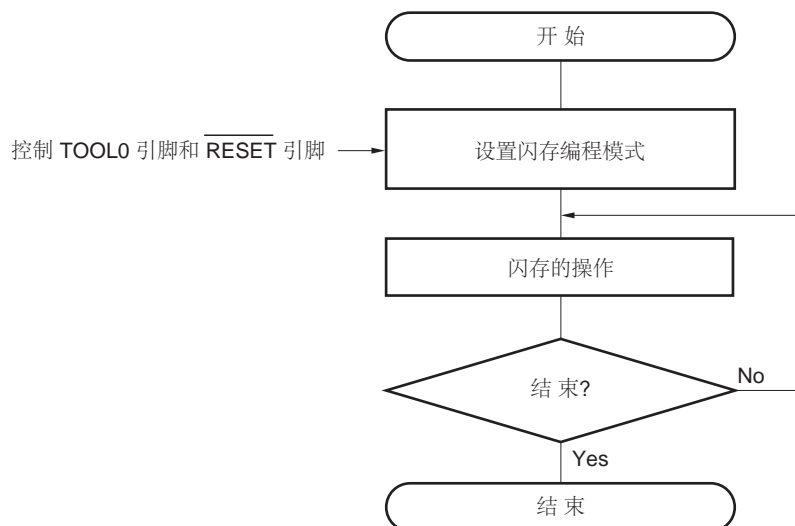 开 始
控制 TOOL0 引脚和 RESET 引脚
设置闪存编程模式
闪存的操作
结 束?
No
Yes
结 束